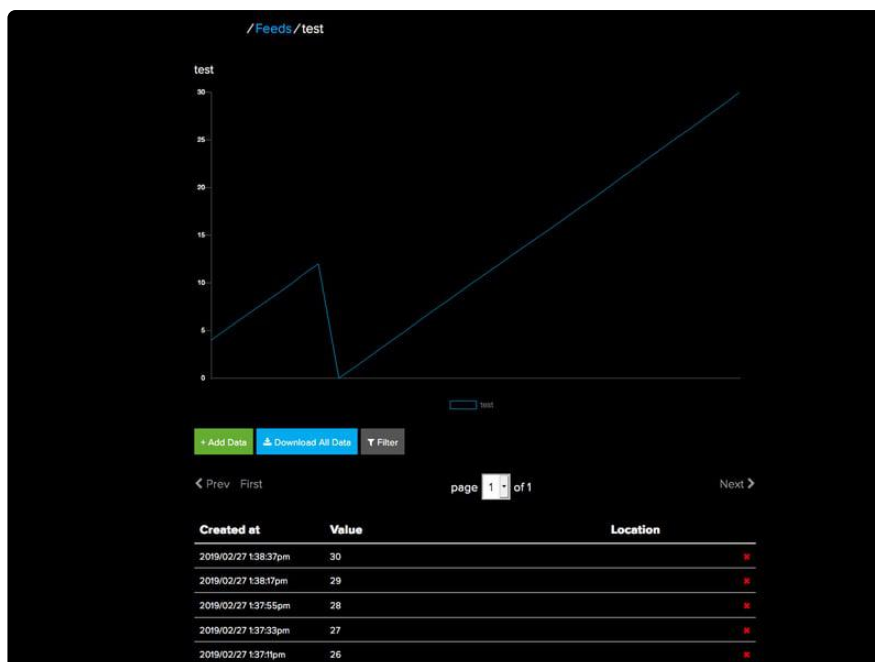 /Feeds/test
test
30
25
20
15
10
5
0
test
+ Add Data Download All Data Filter
Prev First page 1 of 1 Next
Created at Value Location
2019/02/27 1:38:37pm 30
2019/02/27 1:38:17pm 29
2019/02/27 1:37:55pm 28
2019/02/27 1:37:33pm 27
2019/02/27 1:37:11pm 26